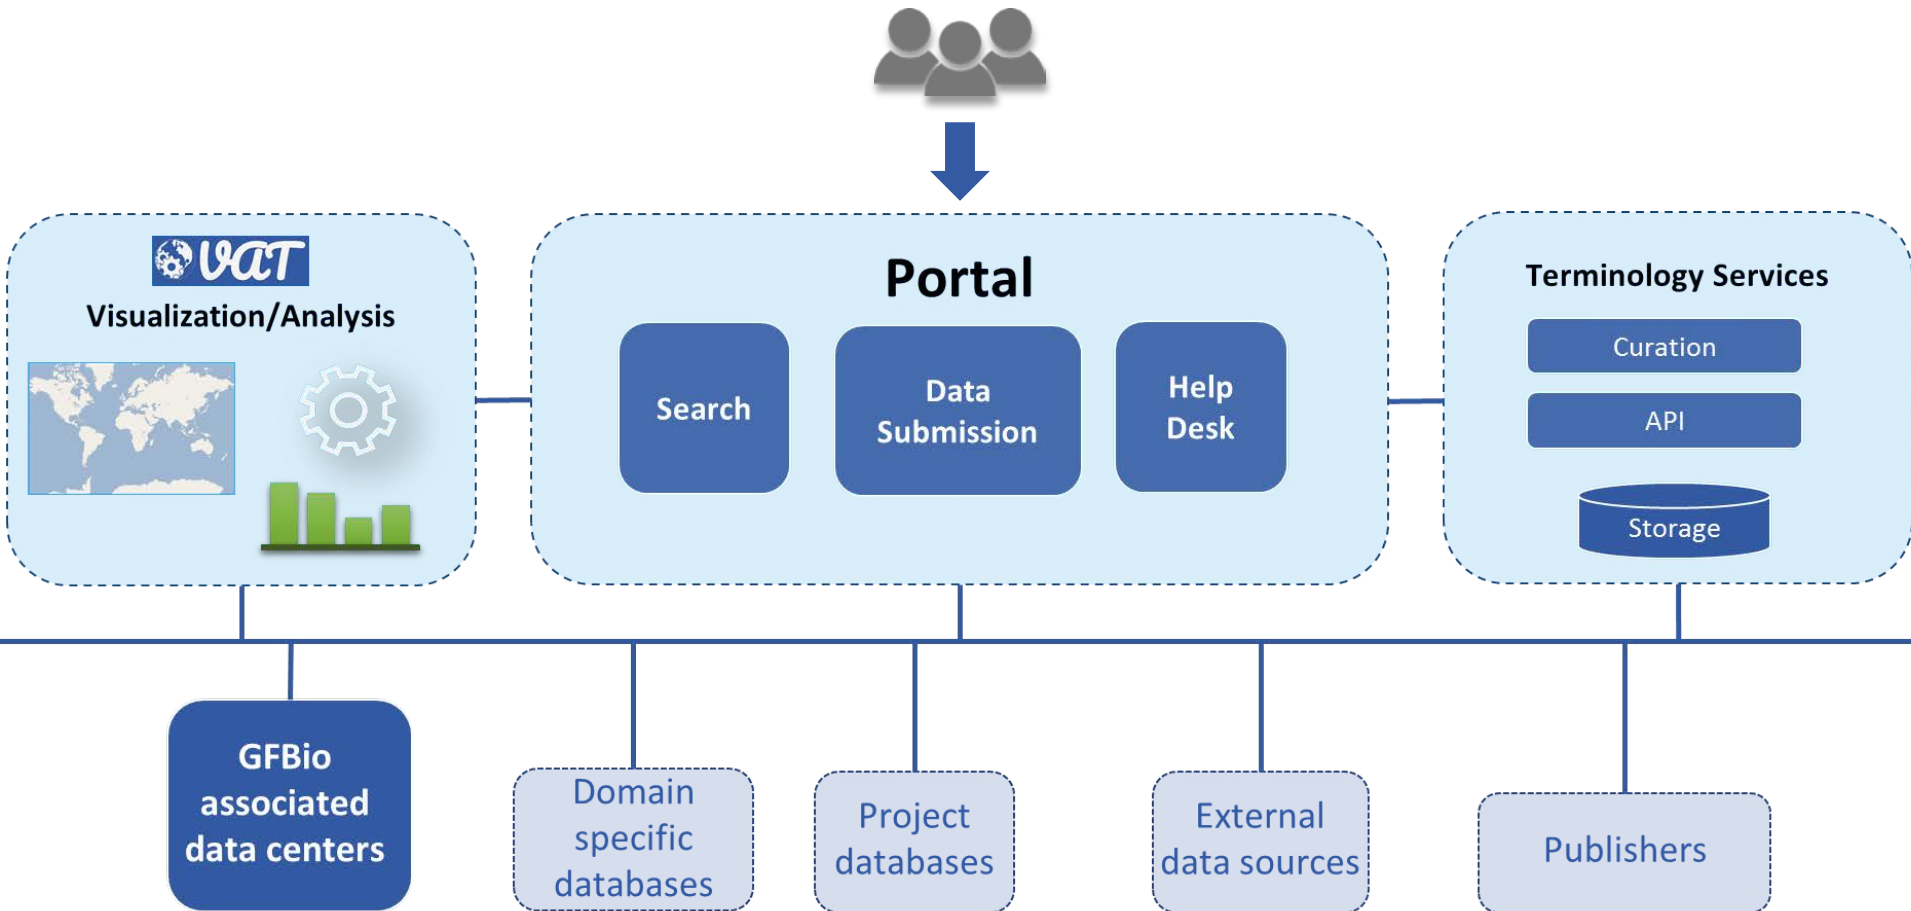 VAT
Visualization/Analysis
Portal
Search
Data
Submission
Help
Desk
Terminology Services
Curation
API
Storage
GFBio
associated
data centers
Domain
specific
databases
Project
databases
External
data sources
Publishers